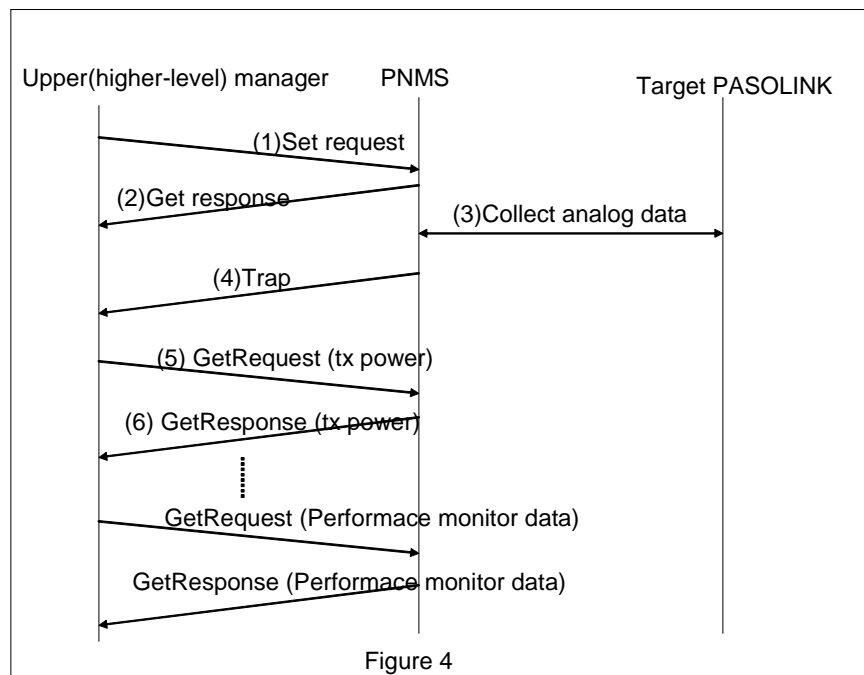 Upper(higher-level) manager
PNMS
Target PASOLINK
(1)Set request
(2)Get response
(3)Collect analog data
(4)Trap
(5) GetRequest (tx power)
(6) GetResponse (tx power)
GetRequest (Performace monitor data)
GetResponse (Performace monitor data)
Figure 4